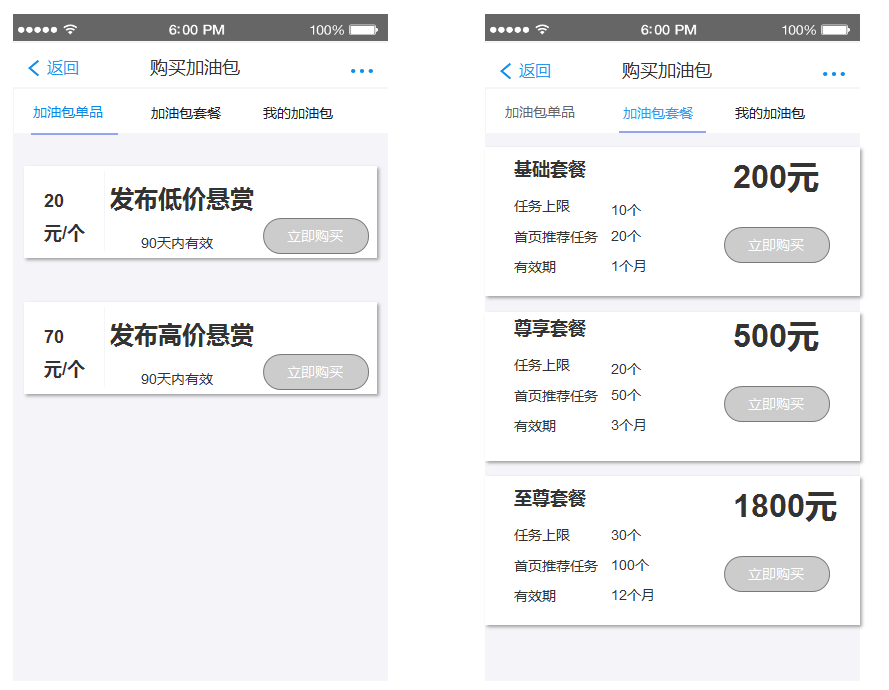 6:00 PM
100%
返回
购买加油包
加油包单品
加油包套餐
我的加油包
20
元/个
发布低价悬赏
90天内有效
立即购买
70
元/个
发布高价悬赏
90天内有效
立即购买
6:00 PM
100%
返回
购买加油包
加油包单品
加油包套餐
我的加油包
基础套餐
200元
任务上限 10个
首页推荐任务 20个
有效期 1个月
立即购买
尊享套餐
500元
任务上限 20个
首页推荐任务 50个
有效期 3个月
立即购买
至尊套餐
1800元
任务上限 30个
首页推荐任务 100个
有效期 12个月
立即购买